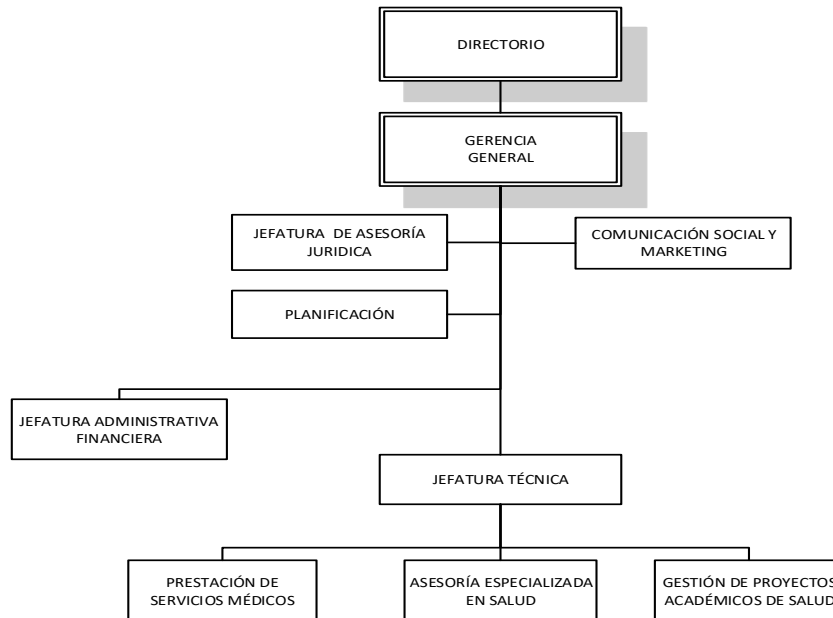 DIRECTORIO
GERENCIA
GENERAL
JEFATURA DE ASESORÍA
JURIDICA
COMUNICACIÓN SOCIAL Y
MARKETING
PLANIFICACIÓN
JEFATURA ADMINISTRATIVA
FINANCIERA
JEFATURA TÉCNICA
PRESTACIÓN DE
SERVICIOS MÉDICOS
ASESORÍA ESPECIALIZADA
EN SALUD
GESTIÓN DE PROYECTOS
ACADÉMICOS DE SALUD